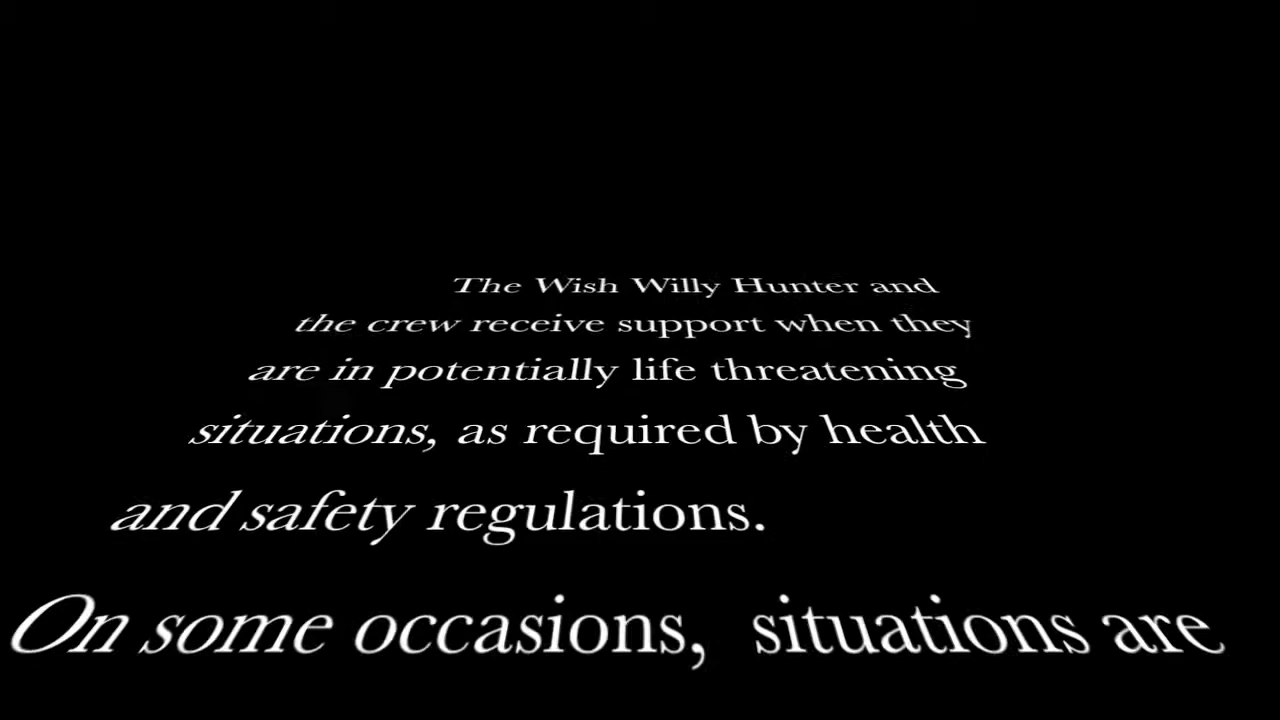 The Wish Willy Hunter and
the crew receive support when they
are in potentially life threatening
situations, as required by health
and safety regulations.
On some occasions, situations are